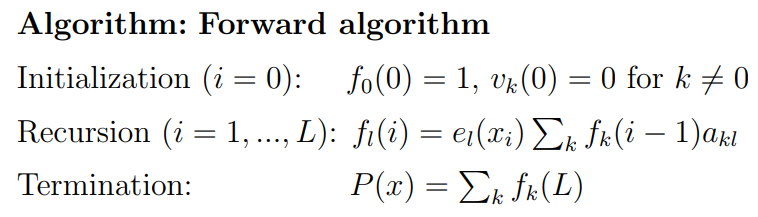 Algorithm: Forward algorithm
Initialization (i = 0): f₀(0) = 1, vₖ(0) = 0 for k ≠ 0
Recursion (i = 1, ..., L): fₗ(i) = eₗ(xᵢ) ∑ₖ fₖ(i − 1)aₖₗ
Termination: P(x) = ∑ₖ fₖ(L)